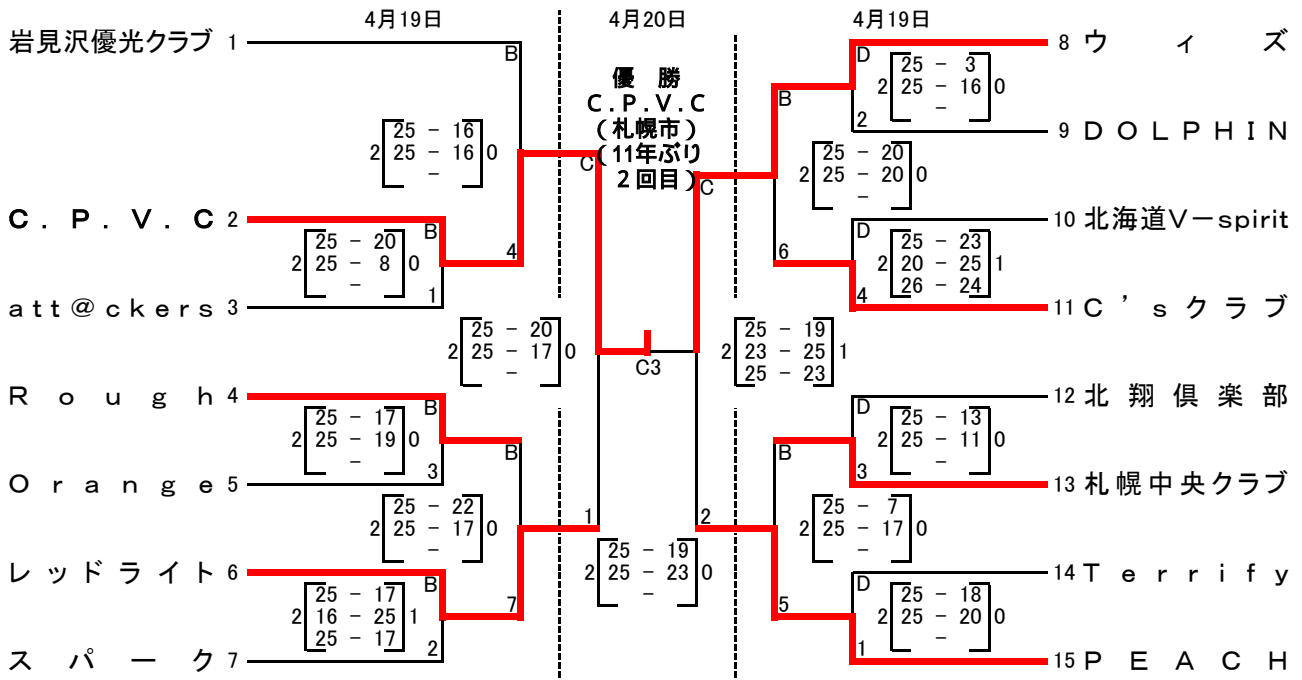 4月19日
4月20日
4月19日
岩見沢優光クラブ 1
B
25 - 16
2 25 - 16 0
-
C.P.V.C 2
B
25 - 20
2 25 - 8 0
-
1
4
att@ckers 3
25 - 20
2 25 - 17 0
-
Rough 4
B
25 - 17
2 25 - 19 0
-
3
B
Orange 5
25 - 22
2 25 - 17 0
-
レッドライト 6
B
25 - 17
2 16 - 25 1
25 - 17
2
7
スパーク 7
優 勝
C.P.V.C
(札幌市)
(11年ぶり
2回目)
C
C
C3
1
2
25 - 19
2 25 - 23 0
-
8 ウィズ
D
25 - 3
2 25 - 16 0
-
B
2
9 DOLPHIN
25 - 20
2 25 - 20 0
-
10 北海道V-spirit
D
25 - 23
2 20 - 25 1
26 - 24
6
4
11 C'sクラブ
25 - 19
2 23 - 25 1
25 - 23
12 北翔倶楽部
D
25 - 13
2 25 - 11 0
-
B
3
13 札幌中央クラブ
25 - 7
2 25 - 17 0
-
14 Terrify
D
25 - 18
2 25 - 20 0
-
5
1
15 PEACH